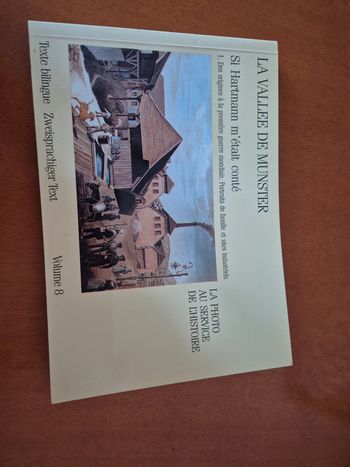 LA VALLEE DE MUNSTER
Si Hartmann m'était conté
1. Des origines à la première guerre mondiale. Portraits de famille et sites industriels.
LA PHOTO
AU SERVICE
DE L'HISTOIRE
Texte bilingue Zweisprachiger Text
Volume 8